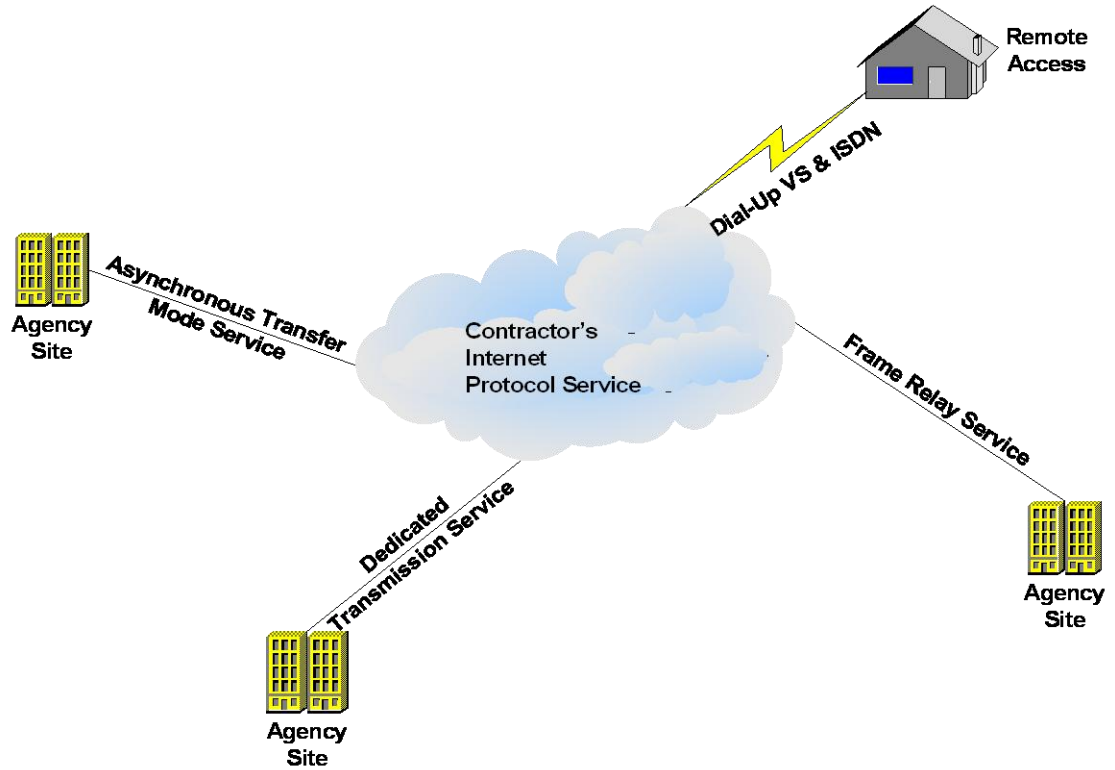 Remote
Access
Dial-Up VS & ISDN
Asynchronous Transfer
Mode Service
Agency
Site
Contractor's
Internet
Protocol Service
Frame Relay Service
Agency
Site
Dedicated
Transmission Service
Agency
Site